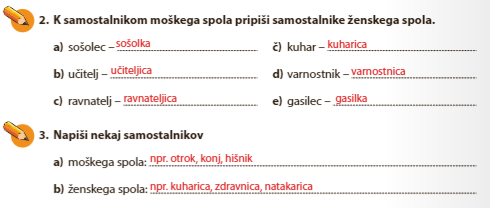 2. K samostalnikom moškega spola pripiši samostalnike ženskega spola.
a) sošolec – sošolka
č) kuhar – kuharica
b) učitelj – učiteljica
d) varnostnik – varnostnica
c) ravnatelj – ravnateljica
e) gasilec – gasilka
3. Napiši nekaj samostalnikov
a) moškega spola: npr. otrok, konj, hišnik
b) ženskega spola: npr. kuharica, zdravnica, natakarica